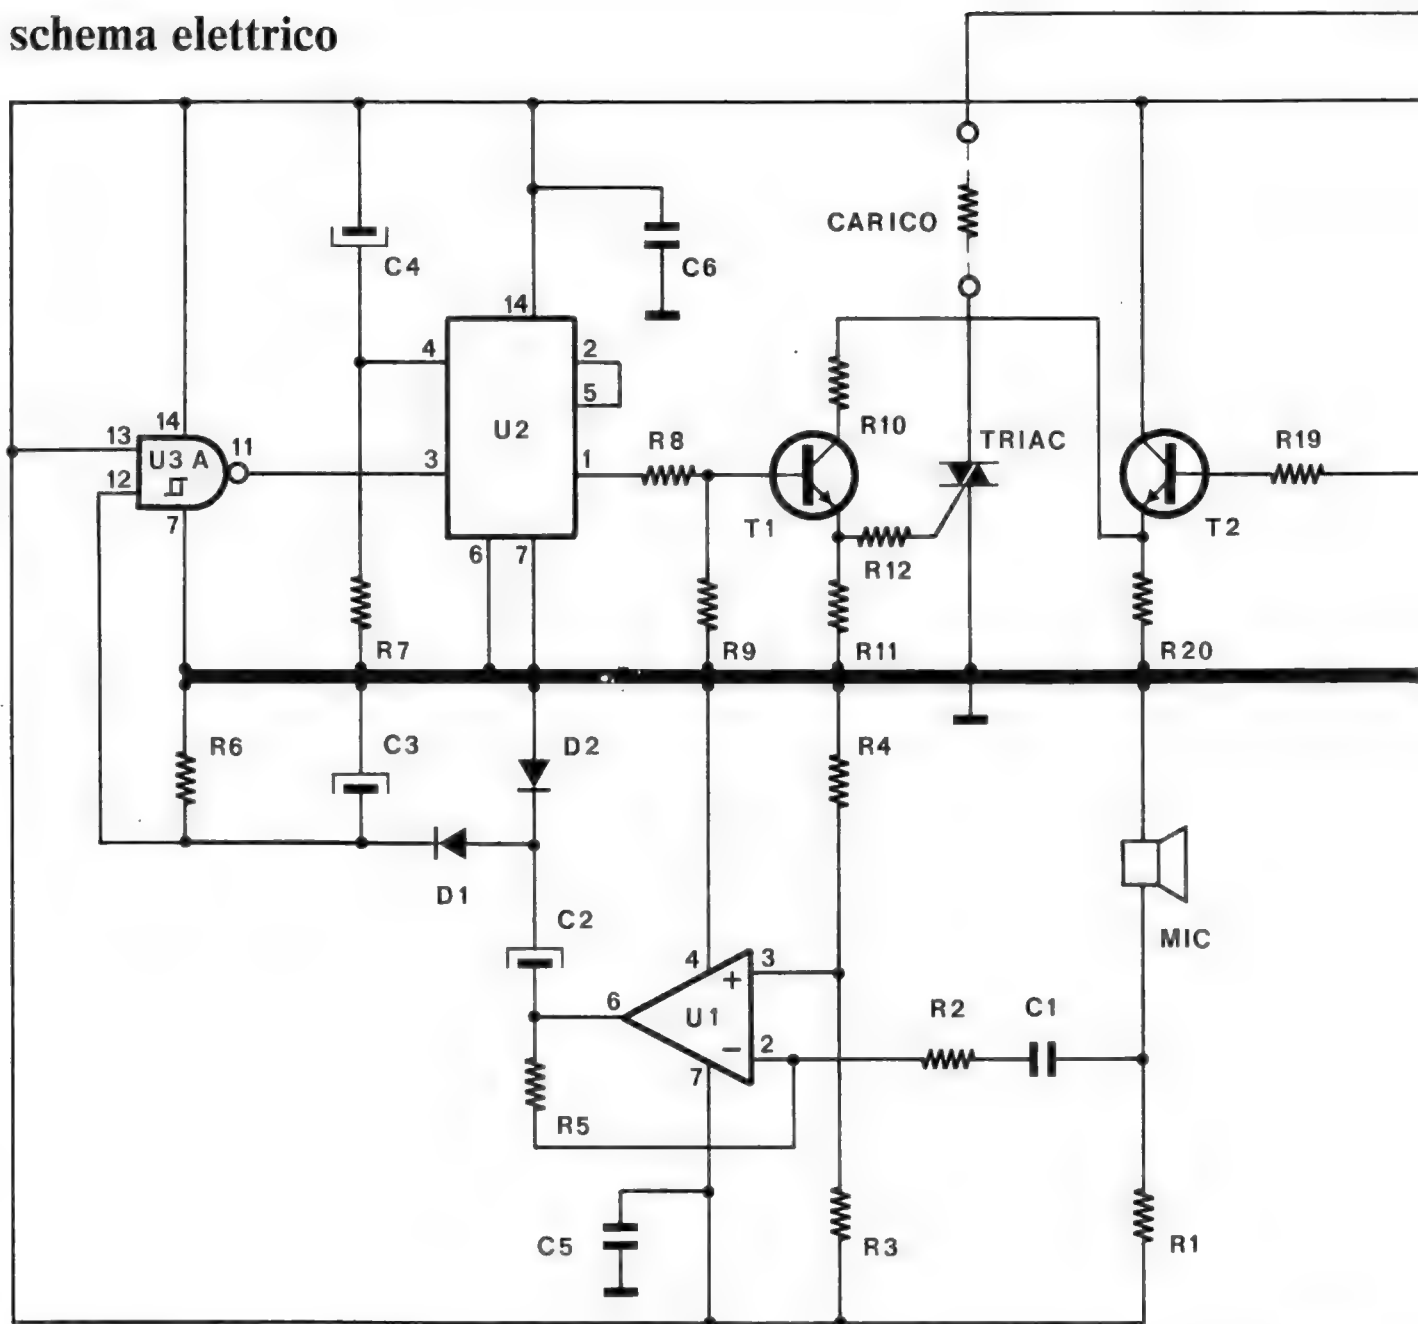 schema elettrico
CARICO
C4
C6
14
4
2
5
U2
3
1
6
7
13
14
11
U3 A
12
7
R8
R10
TRIAC
R19
T1
R12
T2
R7
R9
R11
R20
R6
C3
D2
R4
D1
C2
MIC
4
3
+
6
U1
2
−
7
R2
C1
R5
C5
R3
R1